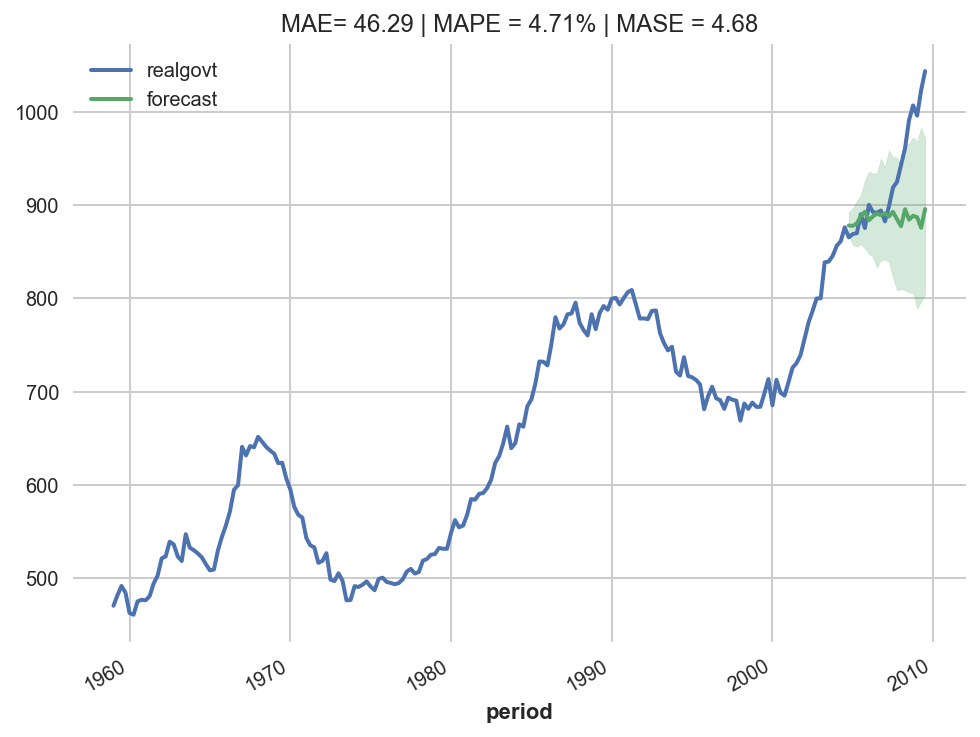 MAE= 46.29 | MAPE = 4.71% | MASE = 4.68
realgovt
forecast
1000
900
800
700
600
500
1960 1970 1980 1990 2000 2010
period